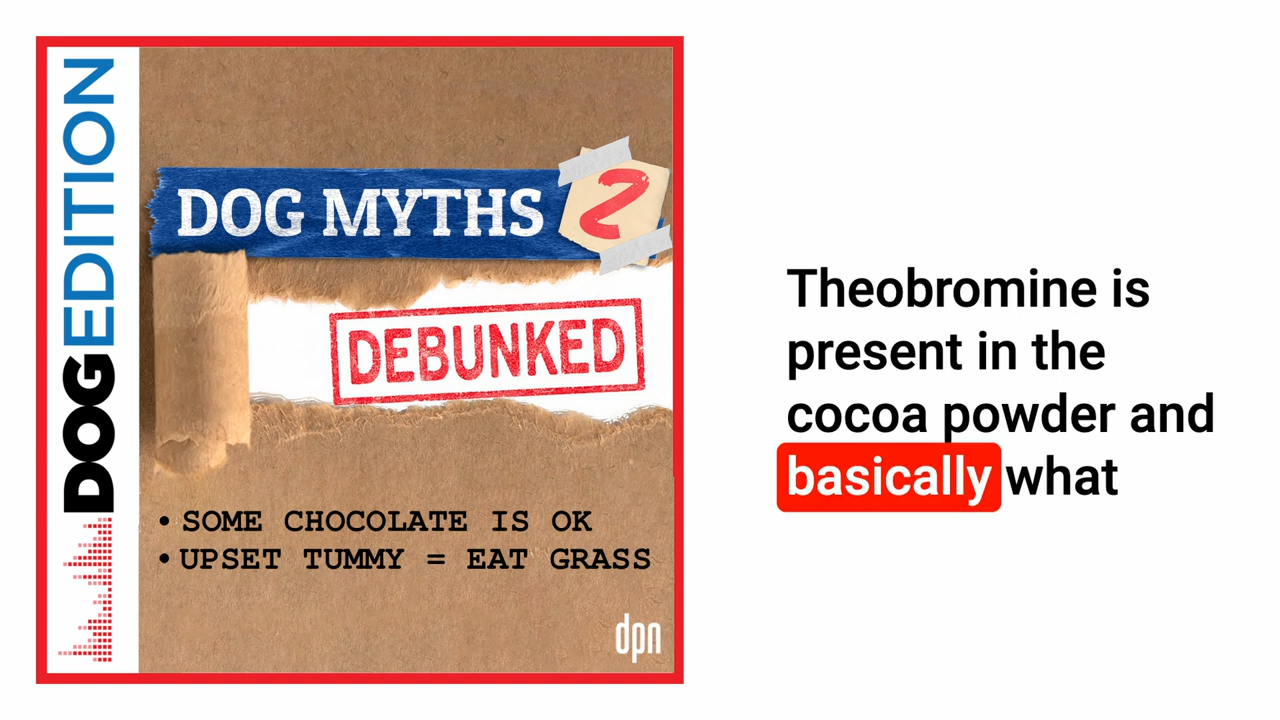 DOGEDITION
DOG MYTHS 2
DEBUNKED
• SOME CHOCOLATE IS OK
• UPSET TUMMY = EAT GRASS
dpn
Theobromine is
present in the
cocoa powder and
basically what